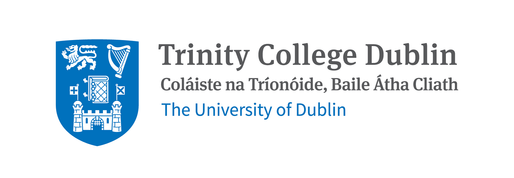 Trinity College Dublin
Coláiste na Tríonóide, Baile Átha Cliath
The University of Dublin